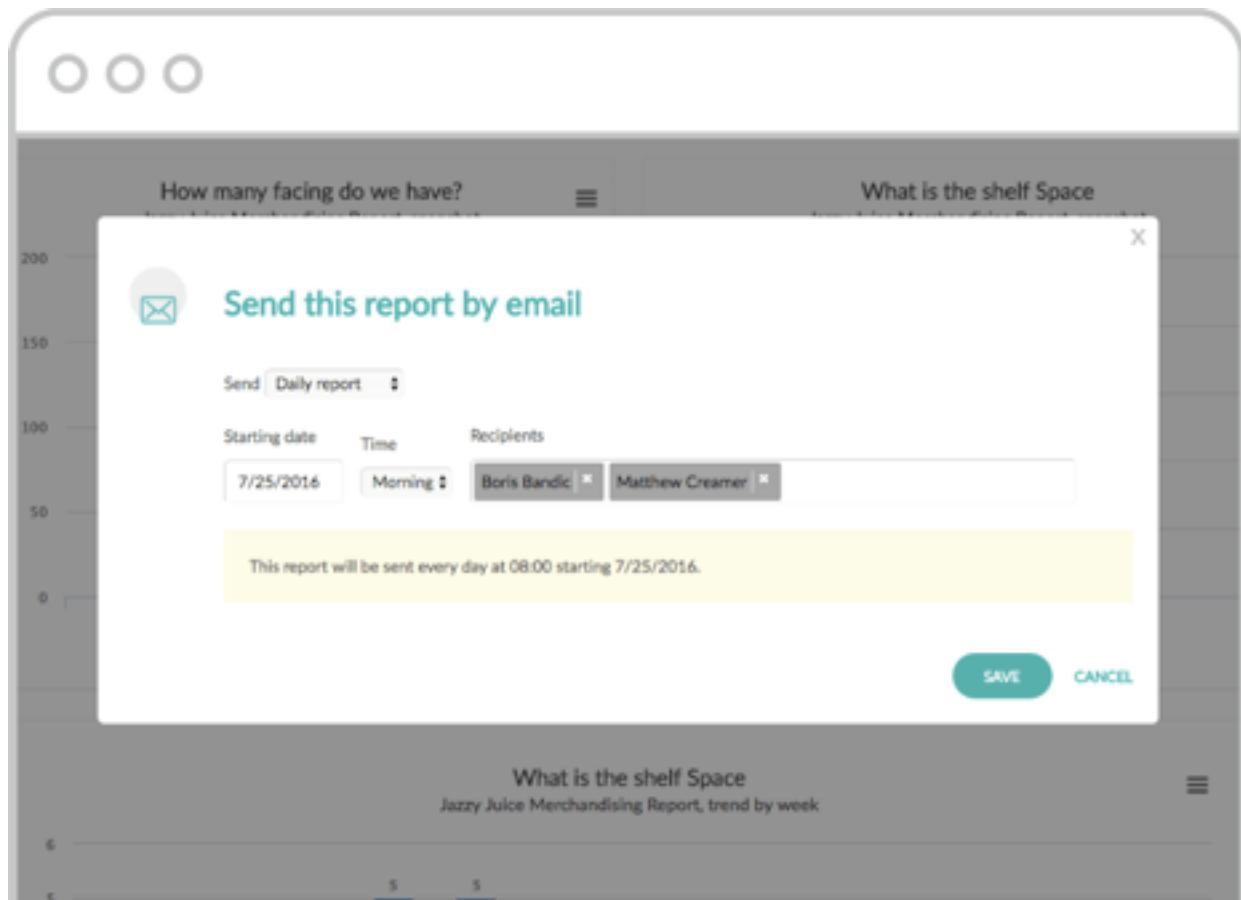 How many facing do we have?
What is the shelf Space
200
150
100
50
0
X
Send this report by email
Send Daily report
Starting date Time Recipients
7/25/2016 Morning Boris Bandic Matthew Creamer
This report will be sent every day at 08:00 starting 7/25/2016.
SAVE CANCEL
What is the shelf Space
Jazzy Juice Merchandising Report, trend by week
6
5 5
5